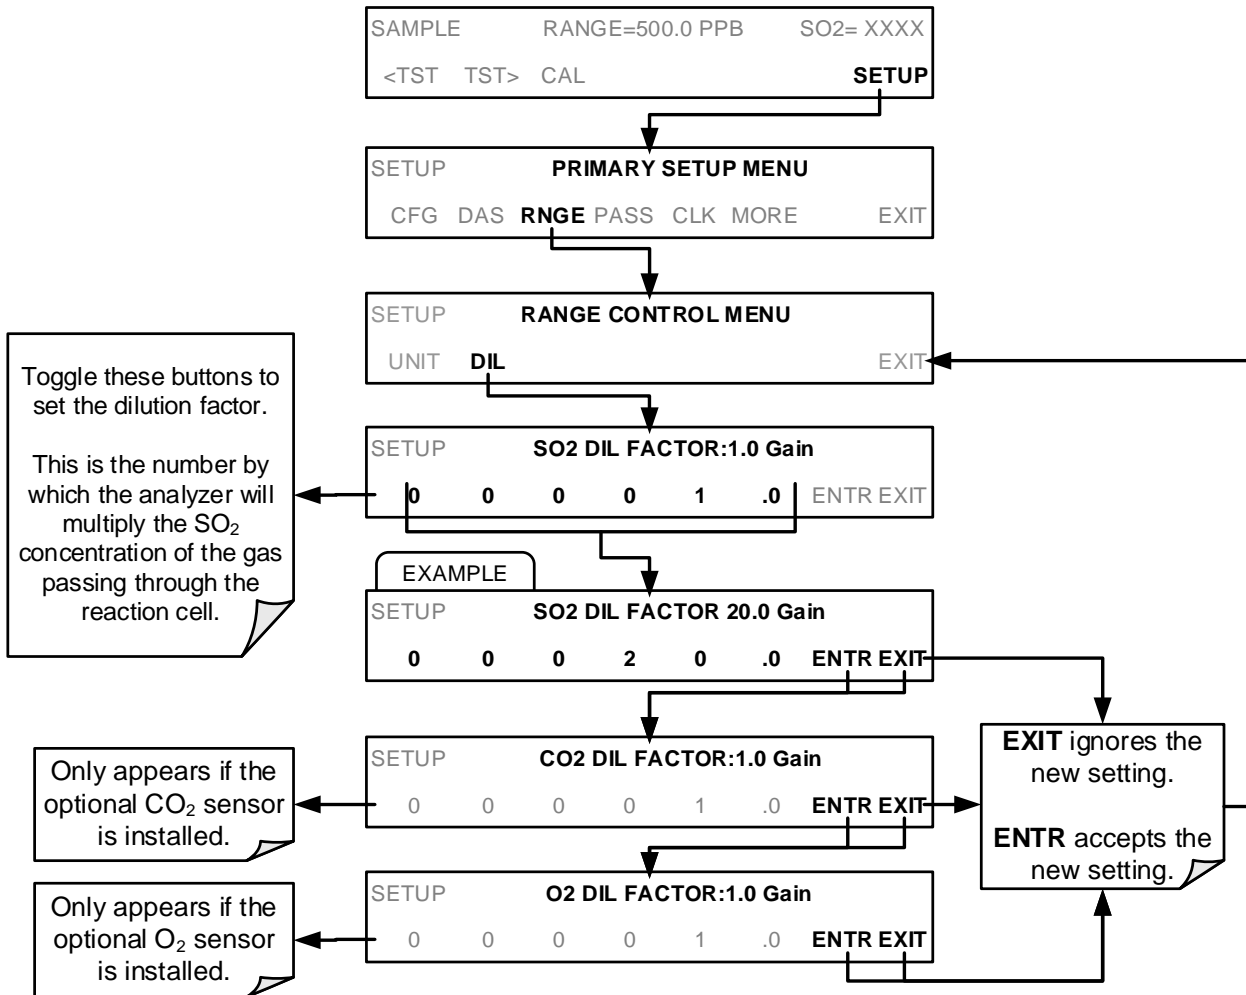 SAMPLE RANGE=500.0 PPB SO2= XXXX
<TST TST> CAL SETUP
SETUP PRIMARY SETUP MENU
CFG DAS RNGE PASS CLK MORE EXIT
SETUP RANGE CONTROL MENU
UNIT DIL EXIT
Toggle these buttons to
set the dilution factor.
This is the number by
which the analyzer will
multiply the SO₂
concentration of the gas
passing through the
reaction cell.
SETUP SO2 DIL FACTOR:1.0 Gain
0 0 0 0 1 .0 ENTR EXIT
EXAMPLE
SETUP SO2 DIL FACTOR 20.0 Gain
0 0 0 2 0 .0 ENTR EXIT
Only appears if the
optional CO₂ sensor
is installed.
SETUP CO2 DIL FACTOR:1.0 Gain
0 0 0 0 1 .0 ENTR EXIT
EXIT ignores the
new setting.
ENTR accepts the
new setting.
Only appears if the
optional O₂ sensor
is installed.
SETUP O2 DIL FACTOR:1.0 Gain
0 0 0 0 1 .0 ENTR EXIT